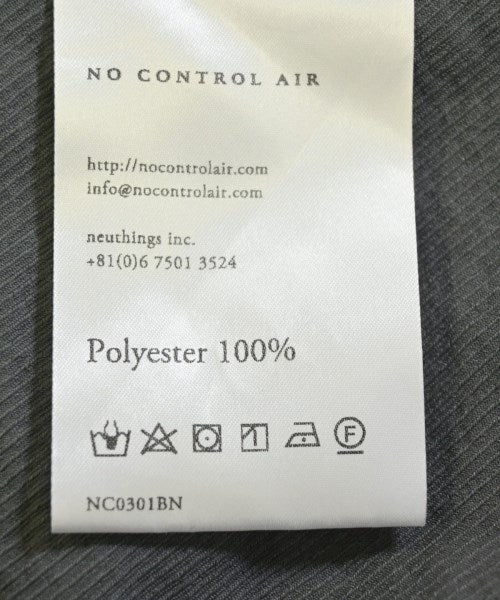 NO CONTROL AIR
http://nocontrolair.com
info@nocontrolair.com
neuthings inc.
+81(0)6 7501 3524
Polyester 100%
F
NC0301BN